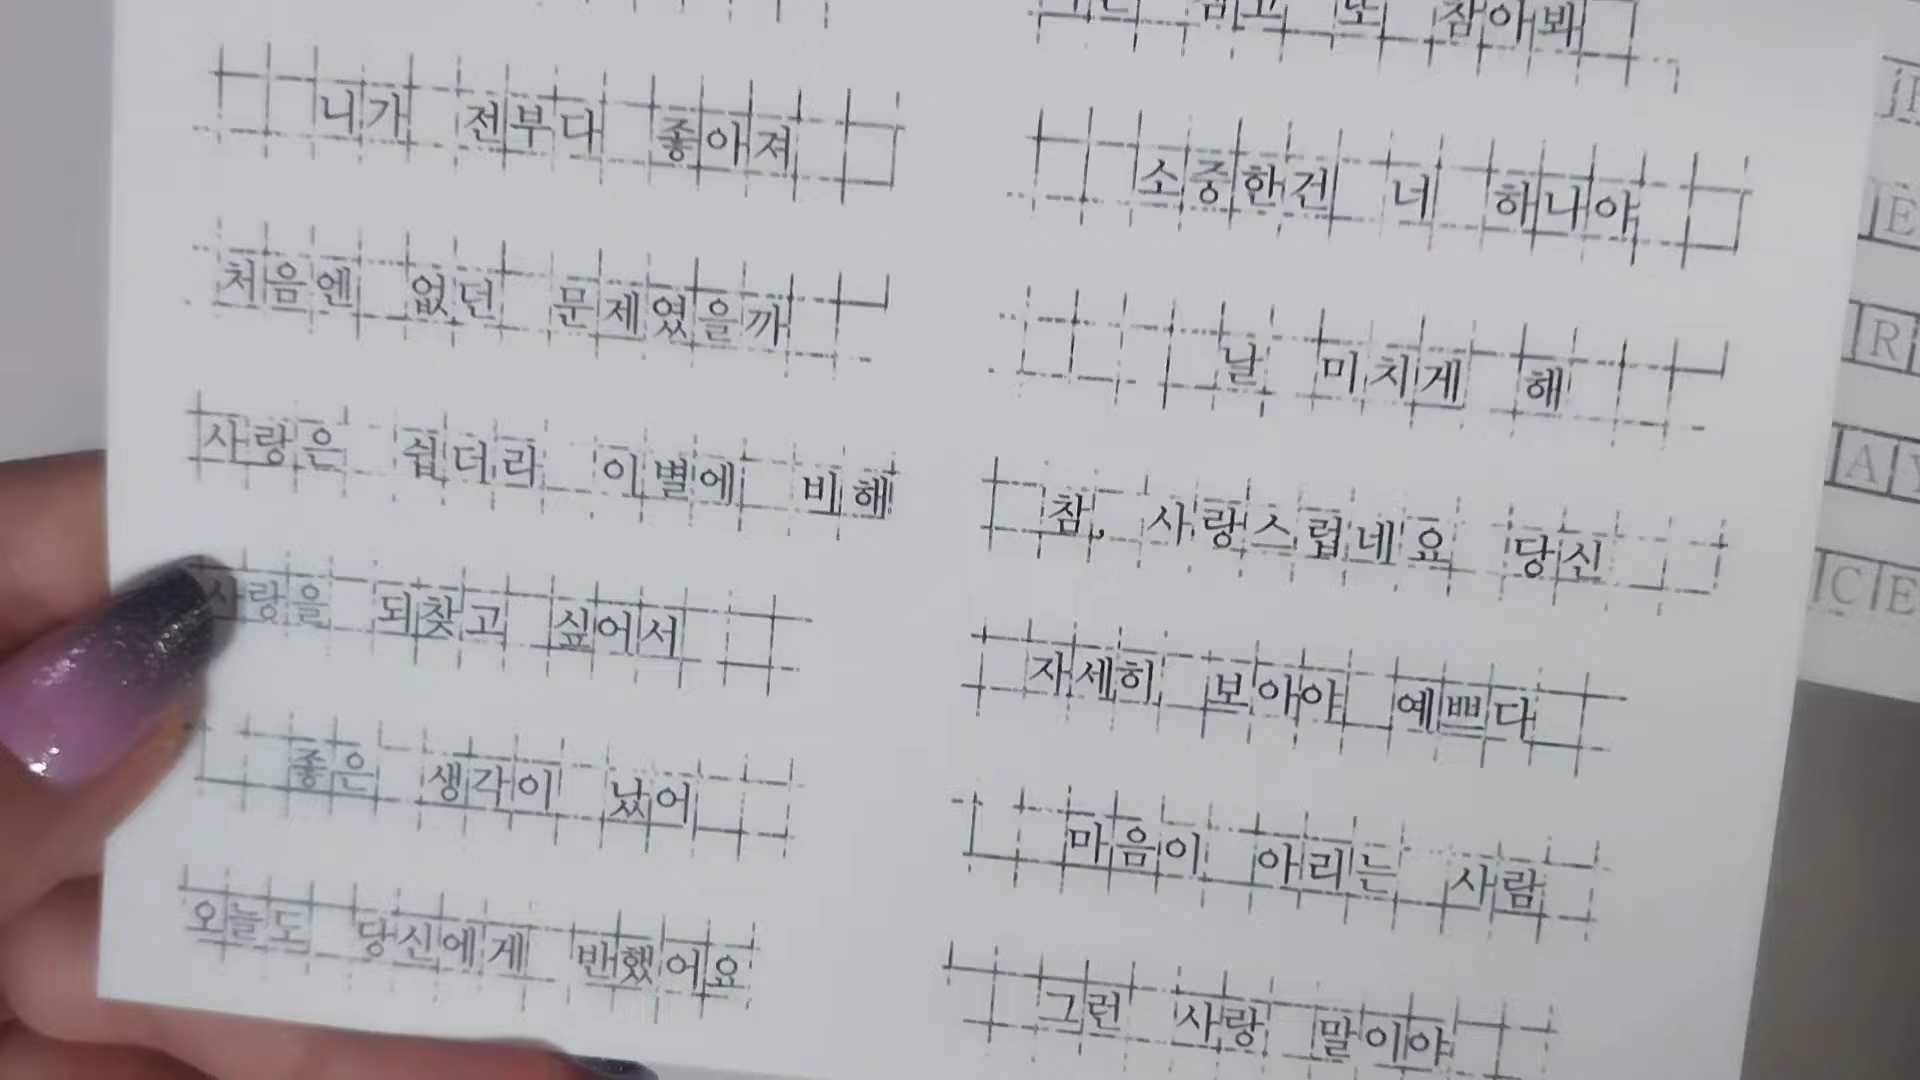 니가 전부다 좋아져
처음엔 없던 문제였을까
사랑은 쉽더라 이별에 비해
사랑을 되찾고 싶어서
좋은 생각이 났어
오늘도 당신에게 반했어요
참고 또 참아봐
소중한건 너 하나야
날 미치게 해
참, 사랑스럽네요 당신
자세히 보아야 예쁘다
마음이 아리는 사람
그런 사랑 말이야
E
R
A
C E